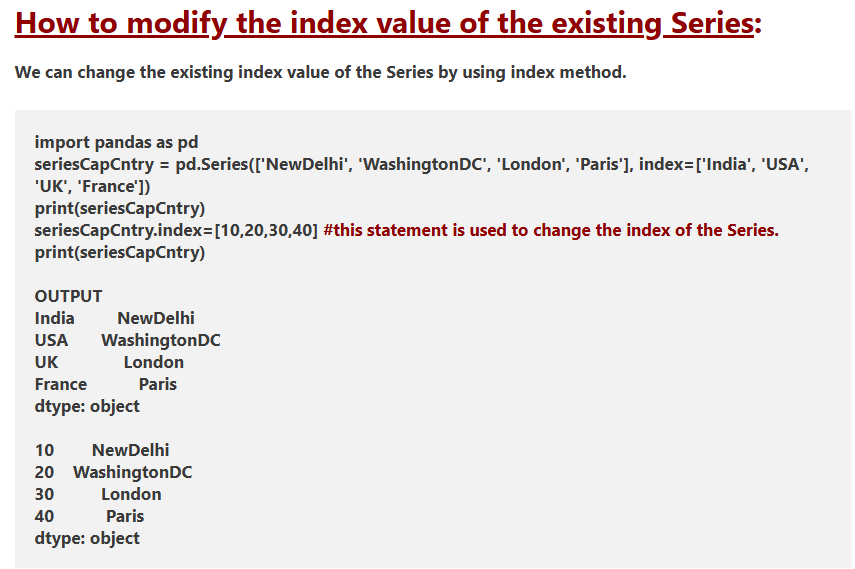 How to modify the index value of the existing Series:
We can change the existing index value of the Series by using index method.
import pandas as pd
seriesCapCntry = pd.Series(['NewDelhi', 'WashingtonDC', 'London', 'Paris'], index=['India', 'USA',
'UK', 'France'])
print(seriesCapCntry)
seriesCapCntry.index=[10,20,30,40] #this statement is used to change the index of the Series.
print(seriesCapCntry)
OUTPUT
India NewDelhi
USA WashingtonDC
UK London
France Paris
dtype: object
10 NewDelhi
20 WashingtonDC
30 London
40 Paris
dtype: object